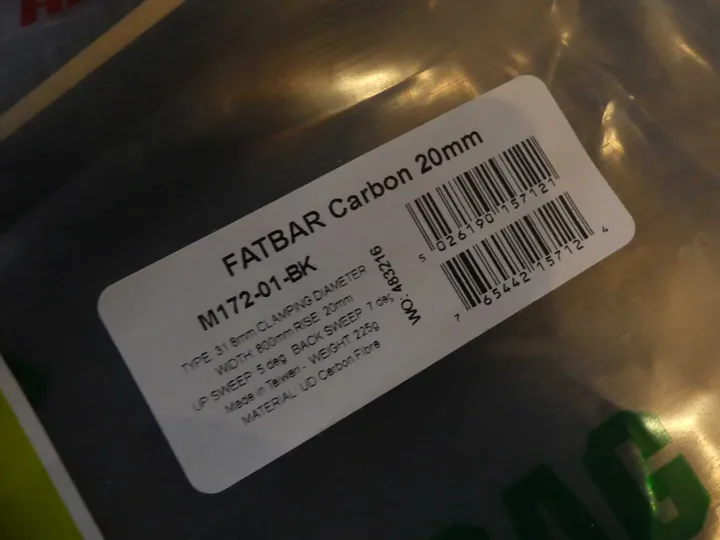 FATBAR Carbon 20mm
M172-01-BK
TYPE 31.8mm CLAMPING DIAMETER
WIDTH 800mm RISE 20mm
UP SWEEP 5 deg BACK SWEEP 7 deg
Made in Taiwan - WEIGHT 225g
MATERIAL UD Carbon Fibre
WO: 483216
5 026190 157121
7 65442 15712 4